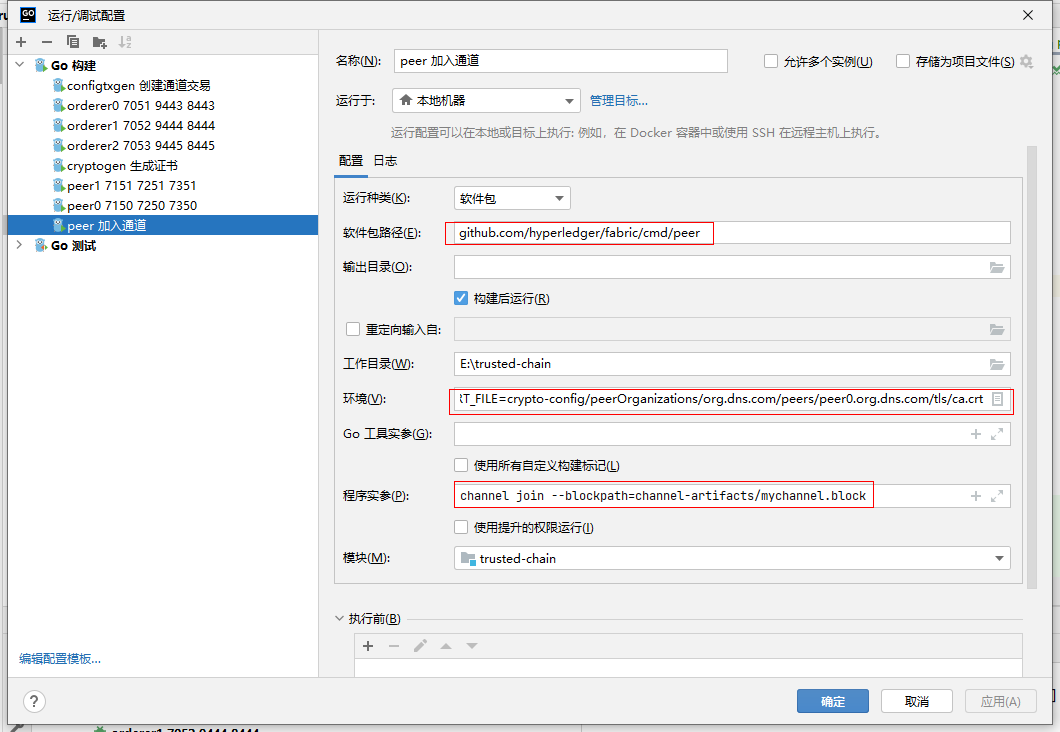 运行/调试配置
Go 构建
configtxgen 创建通道交易
orderer0 7051 9443 8443
orderer1 7052 9444 8444
orderer2 7053 9445 8445
cryptogen 生成证书
peer1 7151 7251 7351
peer0 7150 7250 7350
peer 加入通道
Go 测试
编辑配置模板...
名称(N): peer 加入通道 允许多个实例(U) 存储为项目文件(S)
运行于: 本地机器 管理目标...
运行配置可以在本地或目标上执行: 例如，在 Docker 容器中或使用 SSH 在远程主机上执行。
配置 日志
运行种类(K): 软件包
软件包路径(E): github.com/hyperledger/fabric/cmd/peer
输出目录(O):
构建后运行(R)
重定向输入自:
工作目录(W): E:\trusted-chain
环境(V): RT_FILE=crypto-config/peerOrganizations/org.dns.com/peers/peer0.org.dns.com/tls/ca.crt
Go 工具实参(G):
使用所有自定义构建标记(L)
程序实参(P): channel join --blockpath=channel-artifacts/mychannel.block
使用提升的权限运行(I)
模块(M): trusted-chain
执行前(B)
?
确定 取消 应用(A)